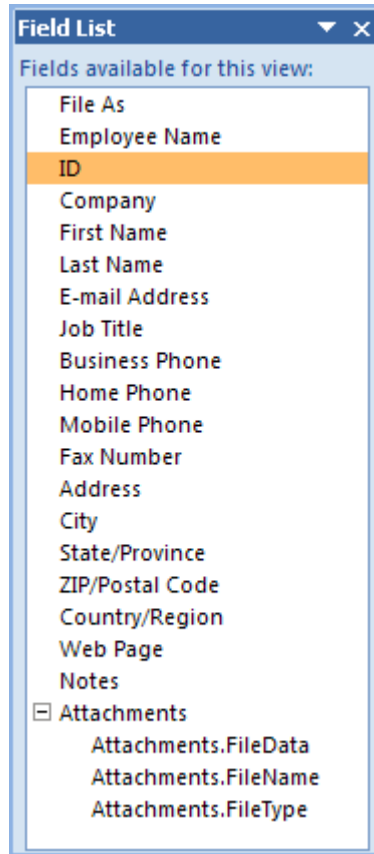 Field List
Fields available for this view:
File As
Employee Name
ID
Company
First Name
Last Name
E-mail Address
Job Title
Business Phone
Home Phone
Mobile Phone
Fax Number
Address
City
State/Province
ZIP/Postal Code
Country/Region
Web Page
Notes
Attachments
Attachments.FileData
Attachments.FileName
Attachments.FileType